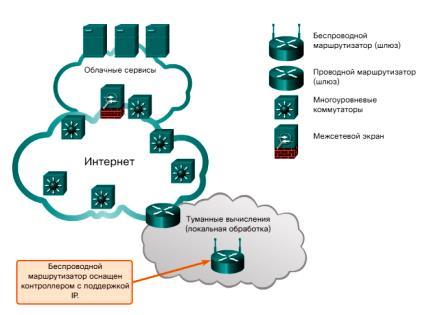 Облачные сервисы
Интернет
Туманные вычисления
(локальная обработка)
Беспроводной
маршрутизатор оснащен
контроллером с поддержкой
IP.
Беспроводной
маршрутизатор (шлюз)
Проводной маршрутизатор
(шлюз)
Многоуровневые
коммутаторы
Межсетевой экран